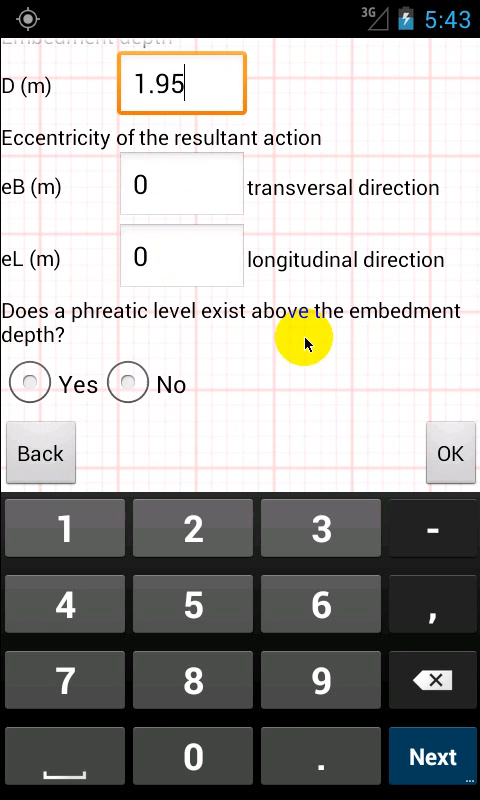 3G 5:43
Embedment depth
D (m) 1.95
Eccentricity of the resultant action
eB (m) 0 transversal direction
eL (m) 0 longitudinal direction
Does a phreatic level exist above the embedment
depth?
Yes No
Back OK
1 2 3 -
4 5 6 ,
7 8 9
0 . Next
...